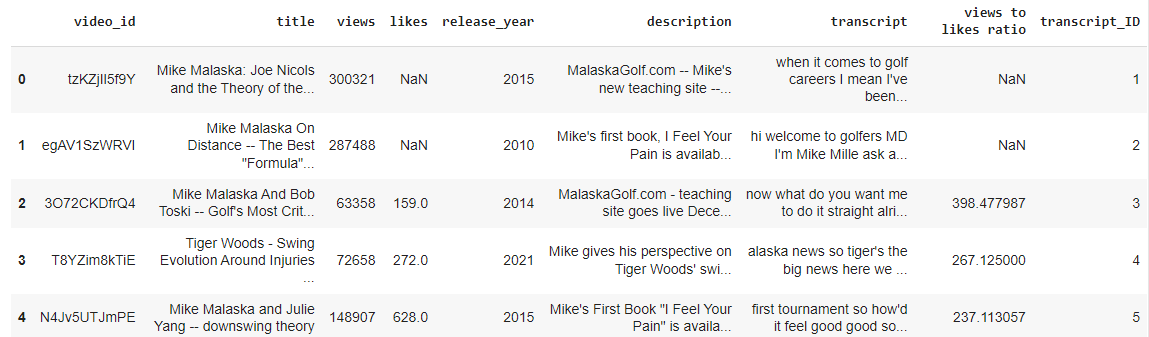 video_id title views likes release_year description transcript views to likes ratio transcript_ID
0 tzKZjII5f9Y Mike Malaska: Joe Nicols and the Theory of the... 300321 NaN 2015 MalaskaGolf.com -- Mike's new teaching site --... when it comes to golf careers I mean I've been... NaN 1
1 egAV1SzWRVI Mike Malaska On Distance -- The Best "Formula"... 287488 NaN 2010 Mike's first book, I Feel Your Pain is availab... hi welcome to golfers MD I'm Mike Mille ask a... NaN 2
2 3O72CKDfrQ4 Mike Malaska And Bob Toski -- Golf's Most Crit... 63358 159.0 2014 MalaskaGolf.com - teaching site goes live Dece... now what do you want me to do it straight alri... 398.477987 3
3 T8YZim8kTiE Tiger Woods - Swing Evolution Around Injuries ... 72658 272.0 2021 Mike gives his perspective on Tiger Woods' swi... alaska news so tiger's the big news here we ... 267.125000 4
4 N4Jv5UTJmPE Mike Malaska and Julie Yang -- downswing theory 148907 628.0 2015 Mike's First Book "I Feel Your Pain" is availa... first tournament so how'd it feel good good so... 237.113057 5